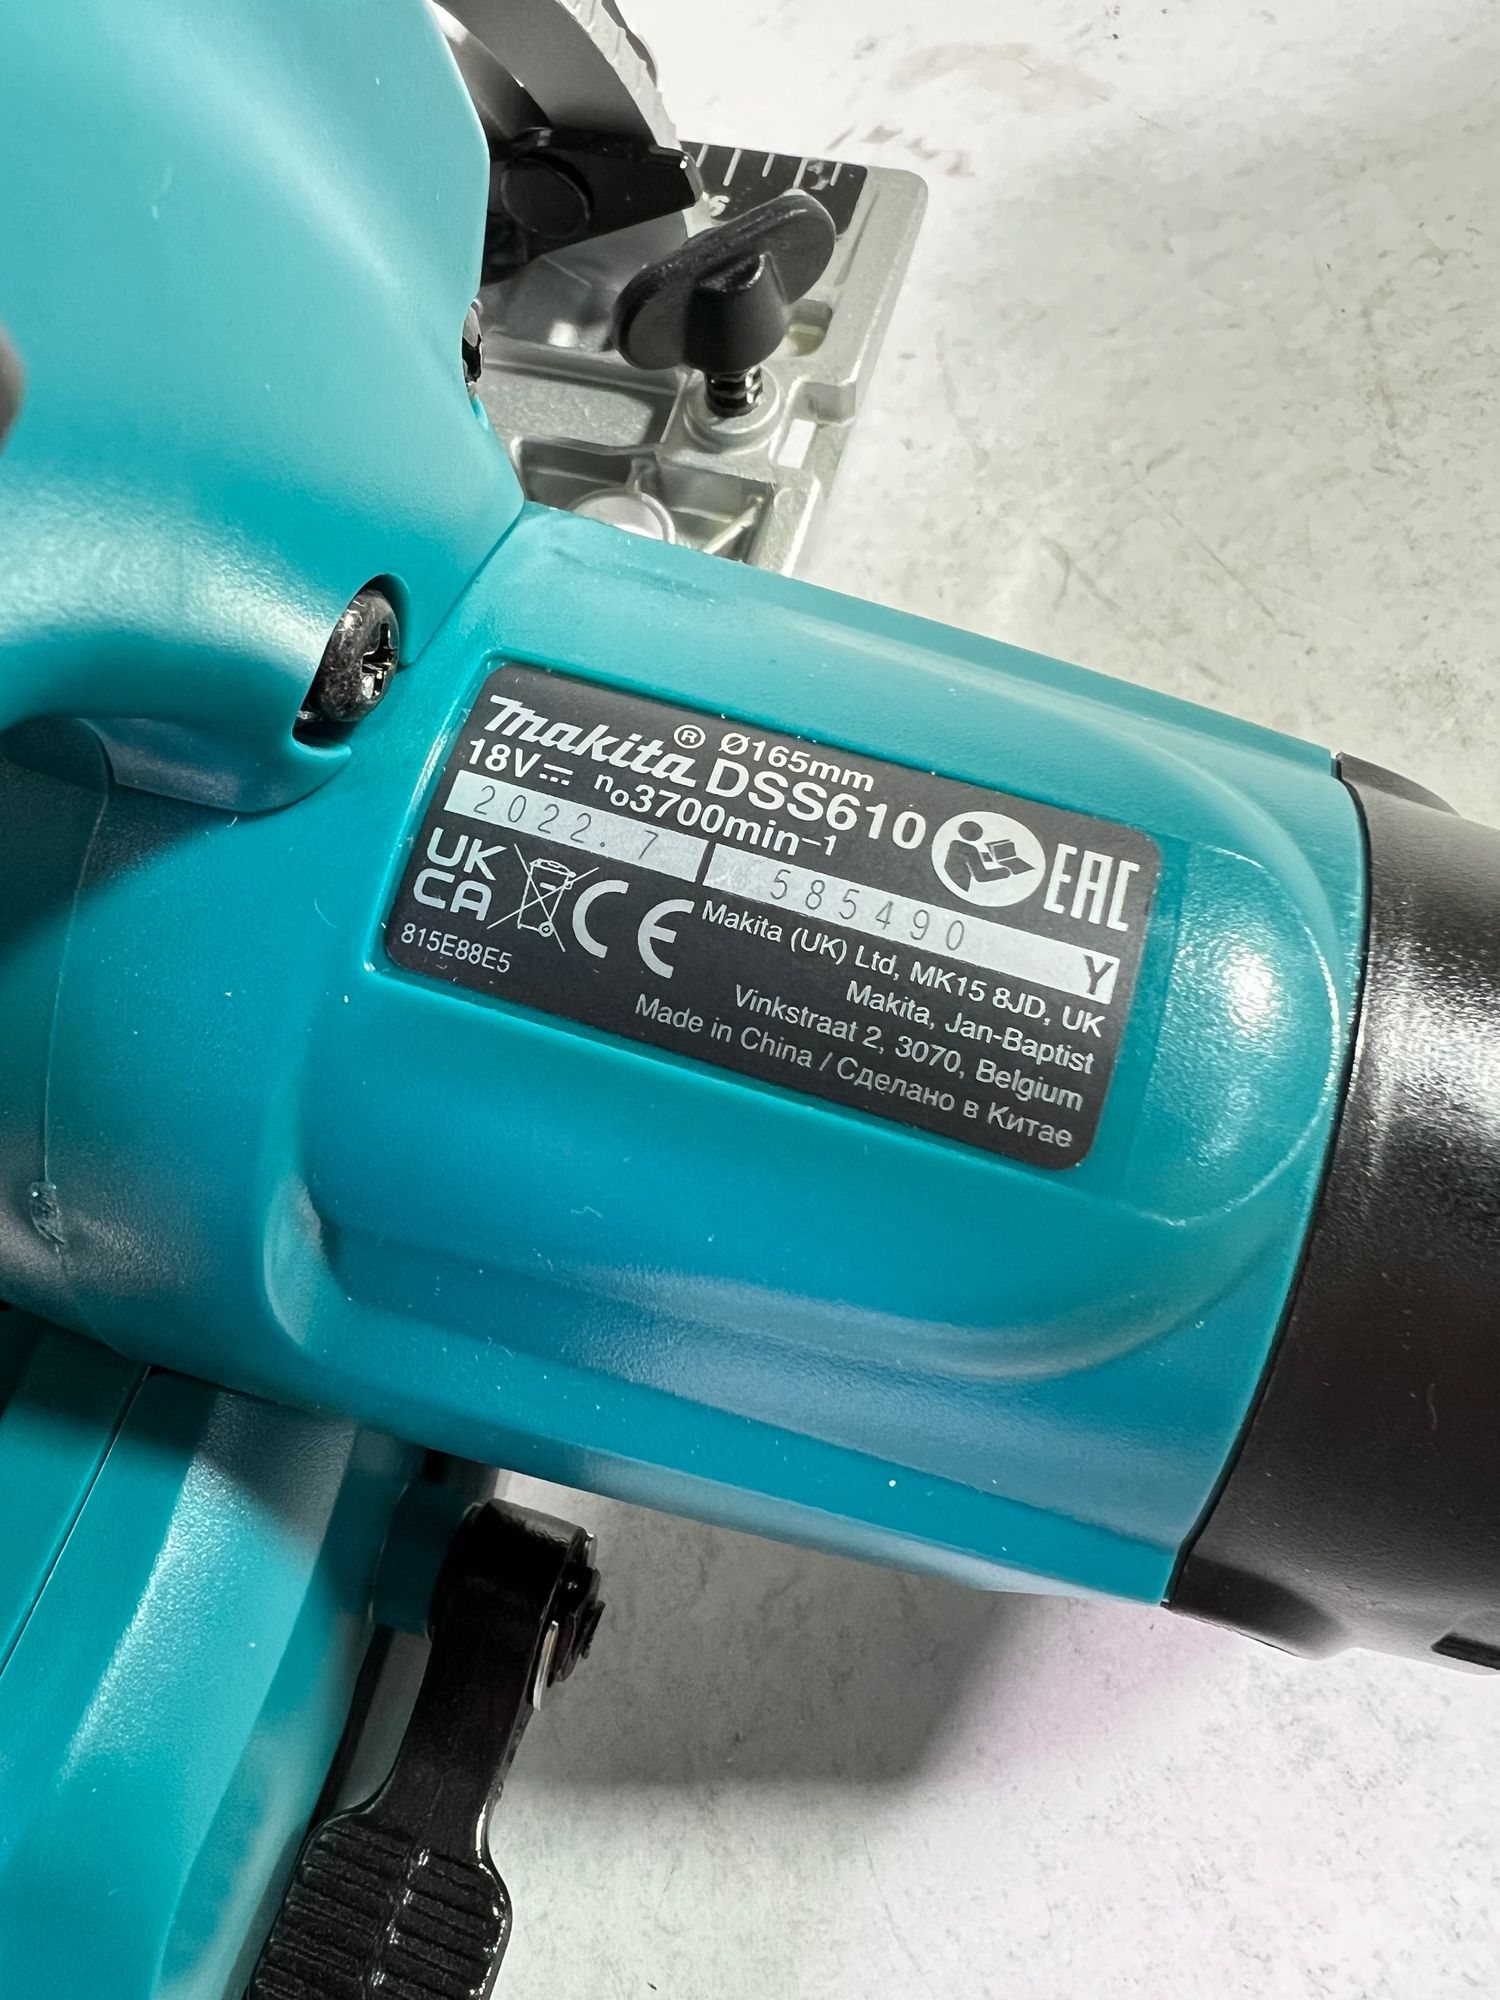 makita ® Ø165mm
DSS610
18V⎓ n₀3700min⁻¹
2022.7 585490 Y
UK
CA
CE
EAC
815E88E5
Makita (UK) Ltd, MK15 8JD, UK
Makita, Jan-Baptist
Vinkstraat 2, 3070, Belgium
Made in China / Сделано в Китае